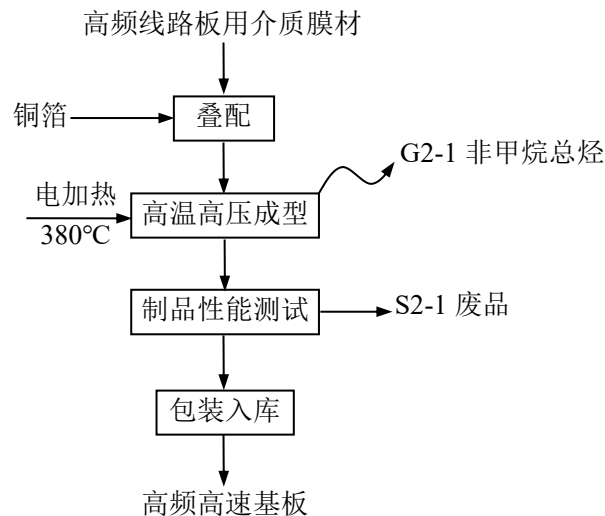 高频线路板用介质膜材
铜箔
叠配
G2-1 非甲烷总烃
电加热
380℃
高温高压成型
制品性能测试
S2-1 废品
包装入库
高频高速基板